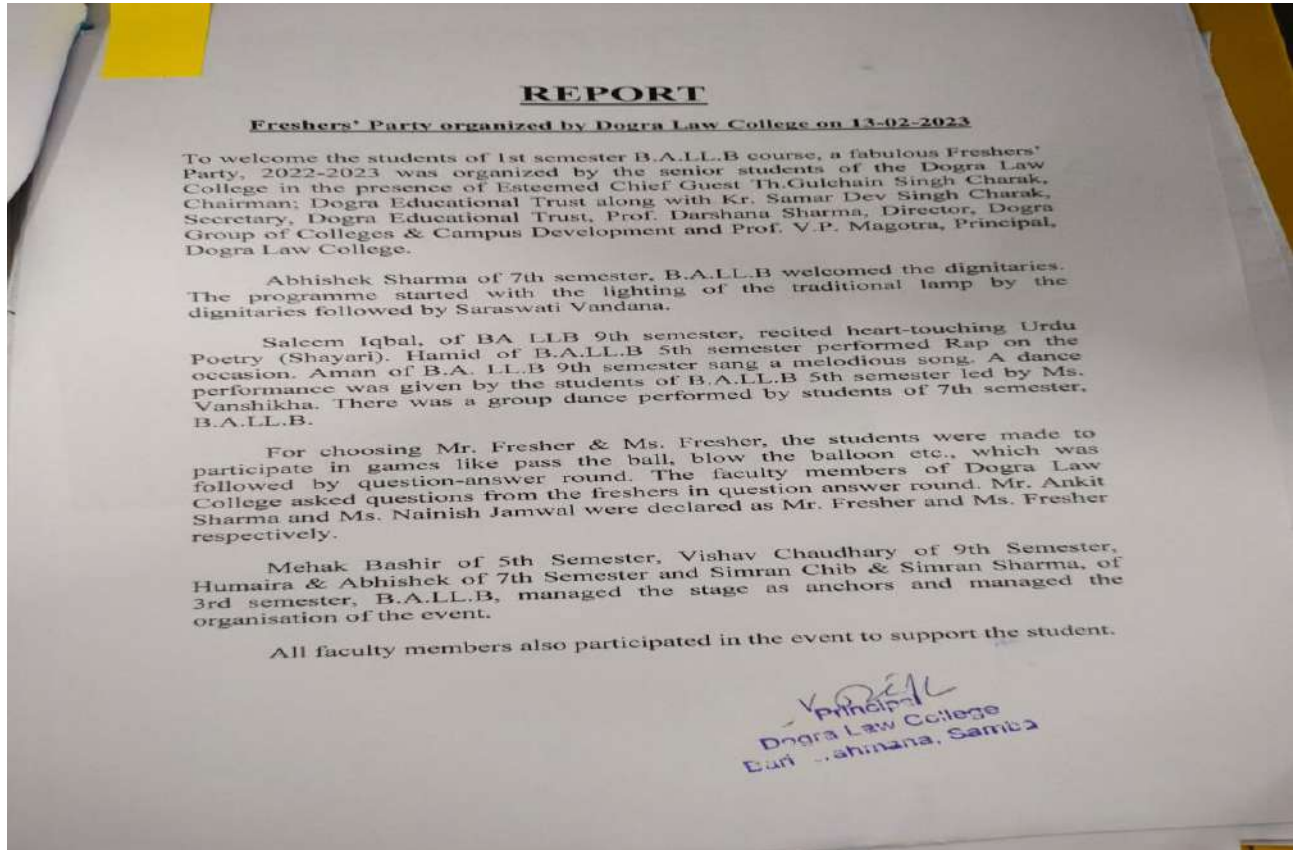 REPORT
Freshers' Party organized by Dogra Law College on 13-02-2023
To welcome the students of 1st semester B.A.LL.B course, a fabulous Freshers'
Party, 2022-2023 was organized by the senior students of the Dogra Law
College in the presence of Esteemed Chief Guest Th.Gulchain Singh Charak,
Chairman; Dogra Educational Trust along with Kr. Samar Dev Singh Charak,
Secretary, Dogra Educational Trust, Prof. Darshana Sharma, Director, Dogra
Group of Colleges & Campus Development and Prof. V.P. Magotra, Principal,
Dogra Law College.
Abhishek Sharma of 7th semester, B.A.LL.B welcomed the dignitaries.
The programme started with the lighting of the traditional lamp by the
dignitaries followed by Saraswati Vandana.
Saleem Iqbal, of BA LLB 9th semester, recited heart-touching Urdu
Poetry (Shayari). Hamid of B.A.LL.B 5th semester performed Rap on the
occasion. Aman of B.A. LL.B 9th semester sang a melodious song. A dance
performance was given by the students of B.A.LL.B 5th semester led by Ms.
Vanshikha. There was a group dance performed by students of 7th semester,
B.A.LL.B.
For choosing Mr. Fresher & Ms. Fresher, the students were made to
participate in games like pass the ball, blow the balloon etc., which was
followed by question-answer round. The faculty members of Dogra Law
College asked questions from the freshers in question answer round. Mr. Ankit
Sharma and Ms. Nainish Jamwal were declared as Mr. Fresher and Ms. Fresher
respectively.
Mehak Bashir of 5th Semester, Vishav Chaudhary of 9th Semester,
Humaira & Abhishek of 7th Semester and Simran Chib & Simran Sharma, of
3rd semester, B.A.LL.B, managed the stage as anchors and managed the
organisation of the event.
All faculty members also participated in the event to support the student.
Principal
Dogra Law College
Samba